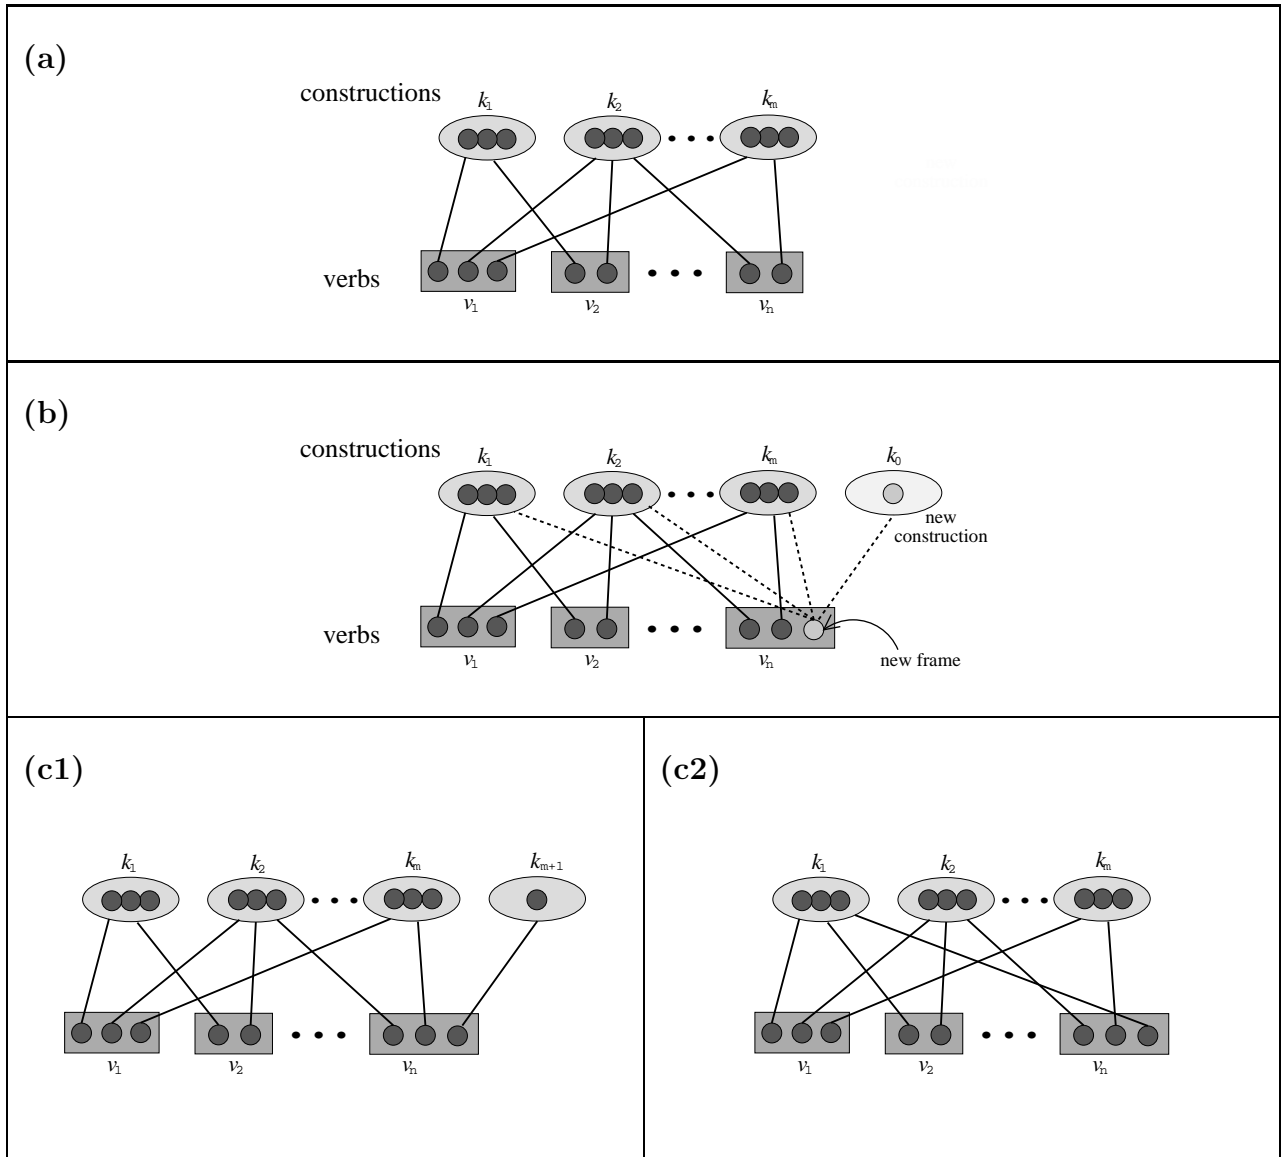 (a)
constructions
k1 k2 km
verbs
v1 v2 vn
(b)
constructions
k1 k2 km k0
new
construction
verbs
v1 v2 vn
new frame
(c1)
k1 k2 km km+1
v1 v2 vn
(c2)
k1 k2 km
v1 v2 vn